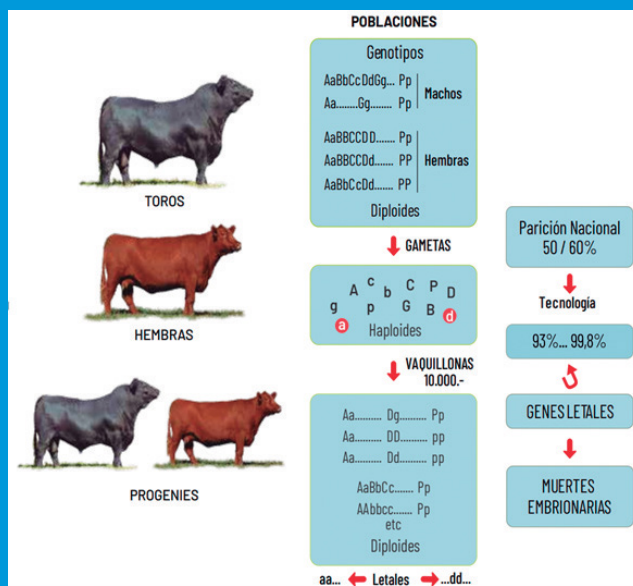 POBLACIONES
Genotipos
AaBbCcDdGg... Pp
Aa........Gg........ Pp
Machos
AaBBCCDD....... Pp
AaBBCCDd....... PP
AaBbCcDd....... PP
Hembras
Diploides
TOROS
HEMBRAS
PROGENIES
GAMETAS
g A c b C P D
a p G B d
Haploides
VAQUILLONAS
10.000.-
Aa.......... Dg....... Pp
Aa.......... DD....... pp
Aa.......... Dd....... pp
AaBbCc....... Pp
AAbbcc....... Pp
etc
Diploides
aa... Letales ...dd...
Parición Nacional
50 / 60%
Tecnología
93%... 99,8%
GENES LETALES
MUERTES
EMBRIONARIAS